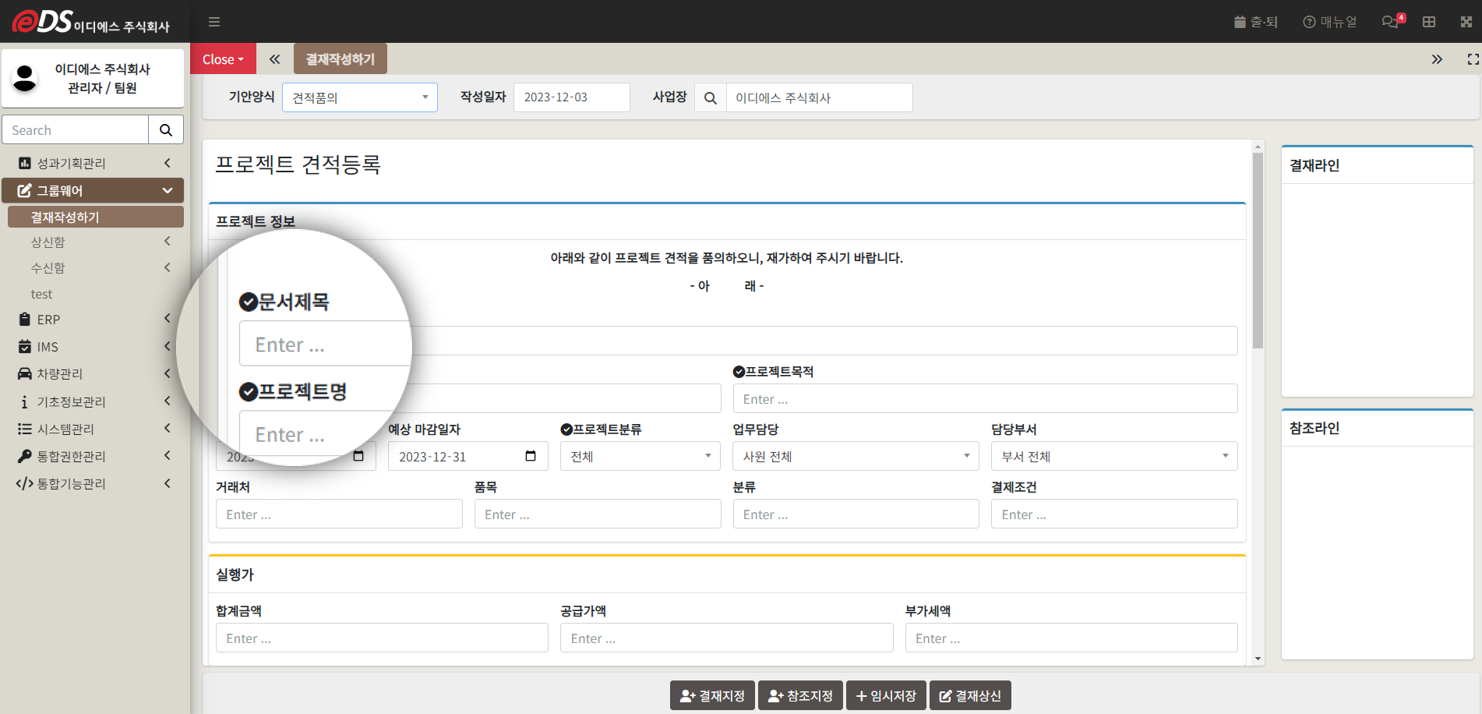 eDS 이디에스 주식회사
출·퇴
매뉴얼
4
이디에스 주식회사
관리자 / 팀원
Search
성과기획관리
그룹웨어
결재작성하기
상신함
수신함
test
ERP
IMS
차량관리
기초정보관리
시스템관리
통합권한관리
통합기능관리
Close
결재작성하기
기안양식
견적품의
작성일자
2023-12-03
사업장
이디에스 주식회사
프로젝트 견적등록
프로젝트 정보
아래와 같이 프로젝트 견적을 품의하오니, 재가하여 주시기 바랍니다.
- 아 래 -
문서제목
Enter ...
프로젝트명
Enter ...
프로젝트목적
Enter ...
예상 마감일자
프로젝트분류
업무담당
담당부서
2023-12-31
전체
사원 전체
부서 전체
거래처
품목
분류
결제조건
Enter ...
Enter ...
Enter ...
Enter ...
실행가
합계금액
공급가액
부가세액
Enter ...
Enter ...
Enter ...
결재라인
참조라인
결재지정
참조지정
임시저장
결재상신